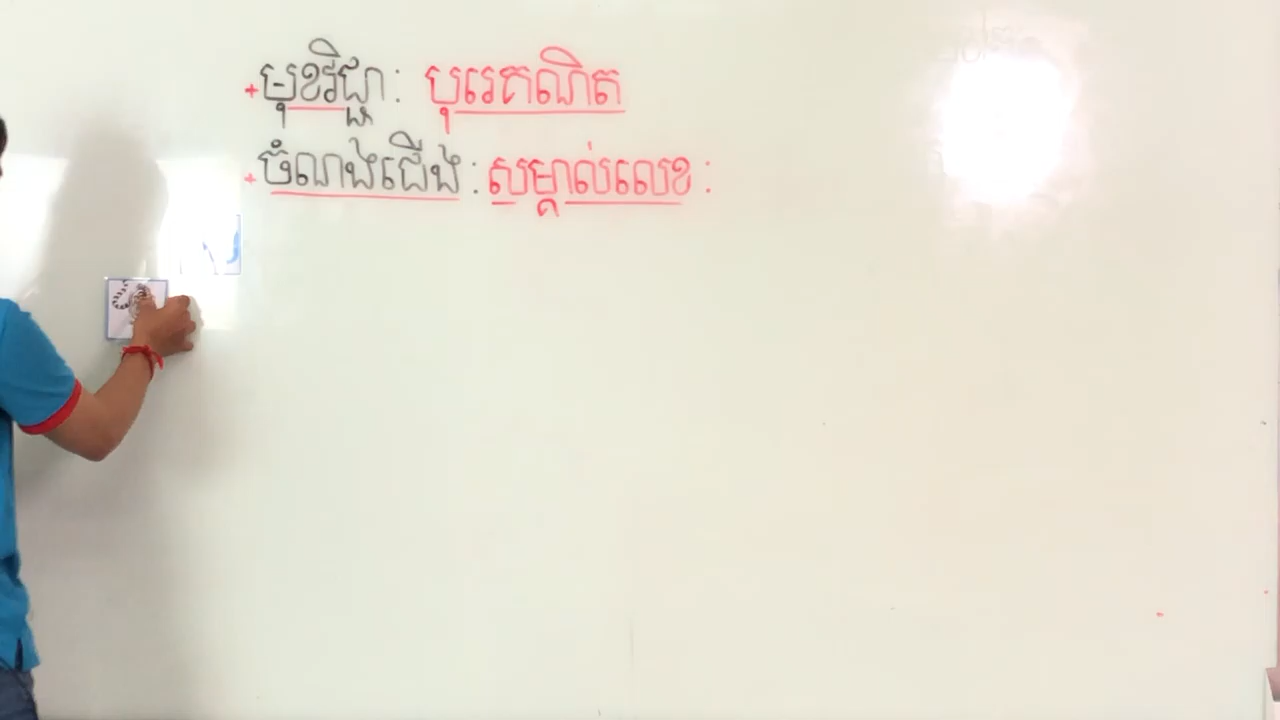 + មុខវិជ្ជា : បុរេគណិត
+ ចំណងជើង : សម្គាល់លេខ :